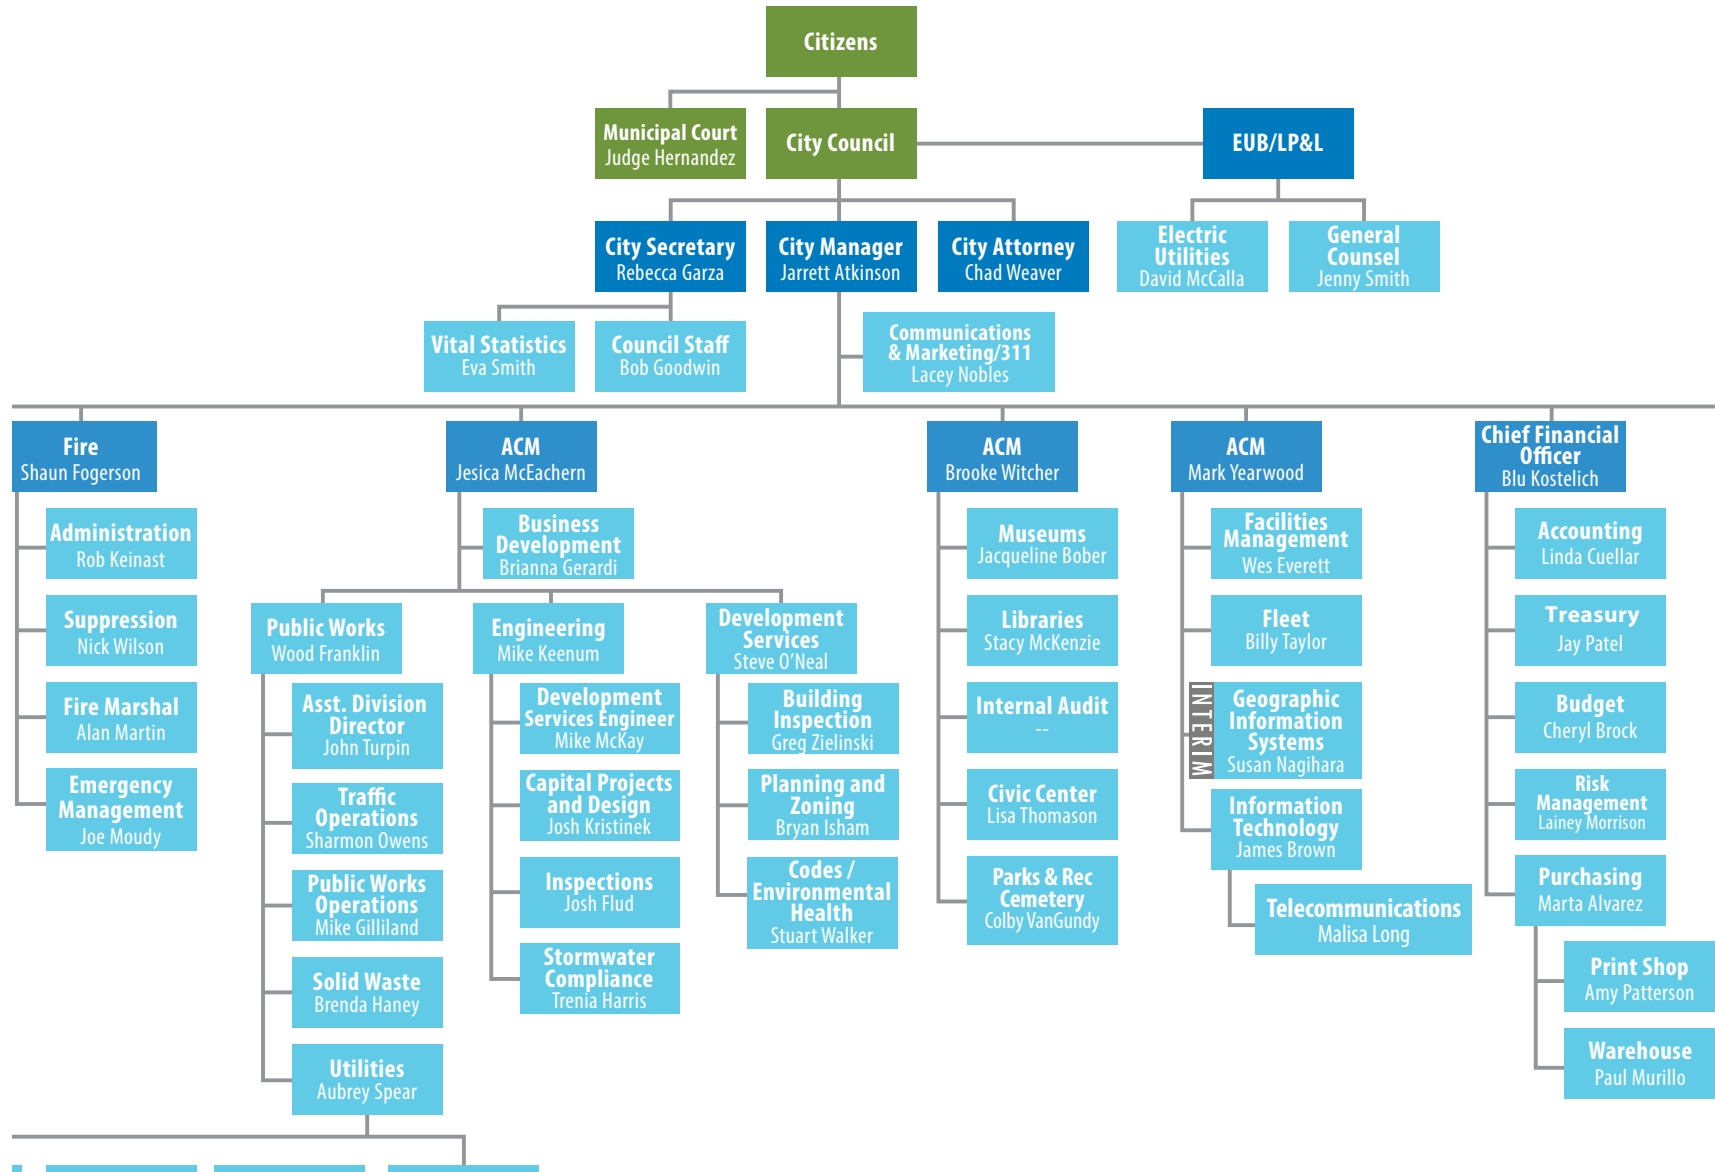 Citizens
Municipal Court
Judge Hernandez
City Council
EUB/LP&L
City Secretary
Rebecca Garza
City Manager
Jarrett Atkinson
City Attorney
Chad Weaver
Electric
Utilities
David McCalla
General
Counsel
Jenny Smith
Vital Statistics
Eva Smith
Council Staff
Bob Goodwin
Communications
& Marketing/311
Lacey Nobles
Fire
Shaun Fogerson
ACM
Jesica McEachern
ACM
Brooke Witcher
ACM
Mark Yearwood
Chief Financial
Officer
Blu Kostelich
Administration
Rob Keinast
Suppression
Nick Wilson
Fire Marshal
Alan Martin
Emergency
Management
Joe Moudy
Business
Development
Brianna Gerardi
Public Works
Wood Franklin
Engineering
Mike Keenum
Development
Services
Steve O'Neal
Asst. Division
Director
John Turpin
Traffic
Operations
Sharmon Owens
Public Works
Operations
Mike Gilliland
Solid Waste
Brenda Haney
Utilities
Aubrey Spear
Development
Services Engineer
Mike McKay
Capital Projects
and Design
Josh Kristinek
Inspections
Josh Flud
Stormwater
Compliance
Trenia Harris
Building
Inspection
Greg Zielinski
Planning and
Zoning
Bryan Isham
Codes /
Environmental
Health
Stuart Walker
Museums
Jacqueline Bober
Libraries
Stacy McKenzie
Internal Audit
--
Civic Center
Lisa Thomason
Parks & Rec
Cemetery
Colby VanGundy
Facilities
Management
Wes Everett
Fleet
Billy Taylor
INTERIM
Geographic
Information
Systems
Susan Nagihara
Information
Technology
James Brown
Telecommunications
Malisa Long
Accounting
Linda Cuellar
Treasury
Jay Patel
Budget
Cheryl Brock
Risk
Management
Lainey Morrison
Purchasing
Marta Alvarez
Print Shop
Amy Patterson
Warehouse
Paul Murillo